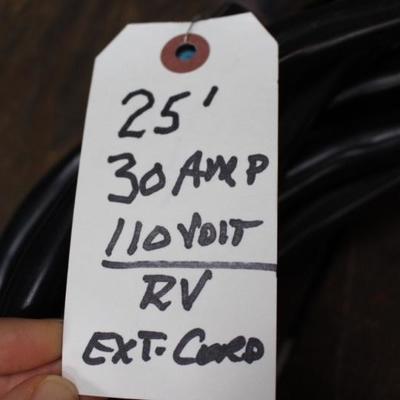 25'
30 AMP
110 VOLT
RV
EXT. CORD